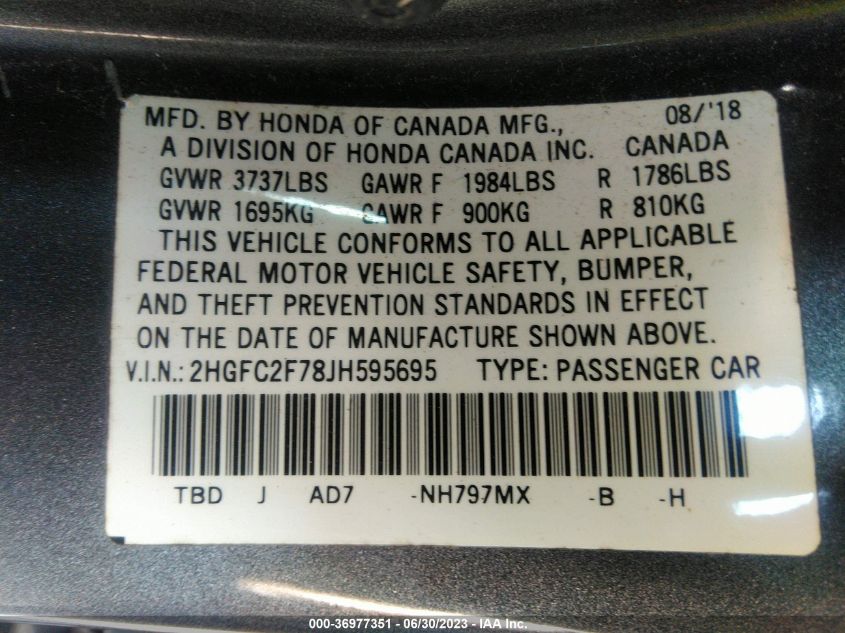 MFD. BY HONDA OF CANADA MFG., 08/'18
A DIVISION OF HONDA CANADA INC. CANADA
GVWR 3737LBS GAWR F 1984LBS R 1786LBS
GVWR 1695KG GAWR F 900KG R 810KG
THIS VEHICLE CONFORMS TO ALL APPLICABLE
FEDERAL MOTOR VEHICLE SAFETY, BUMPER,
AND THEFT PREVENTION STANDARDS IN EFFECT
ON THE DATE OF MANUFACTURE SHOWN ABOVE.
V.I.N.: 2HGFC2F78JH595695 TYPE: PASSENGER CAR
TBD J AD7 -NH797MX -B -H
000-36977351 - 06/30/2023 - IAA Inc.